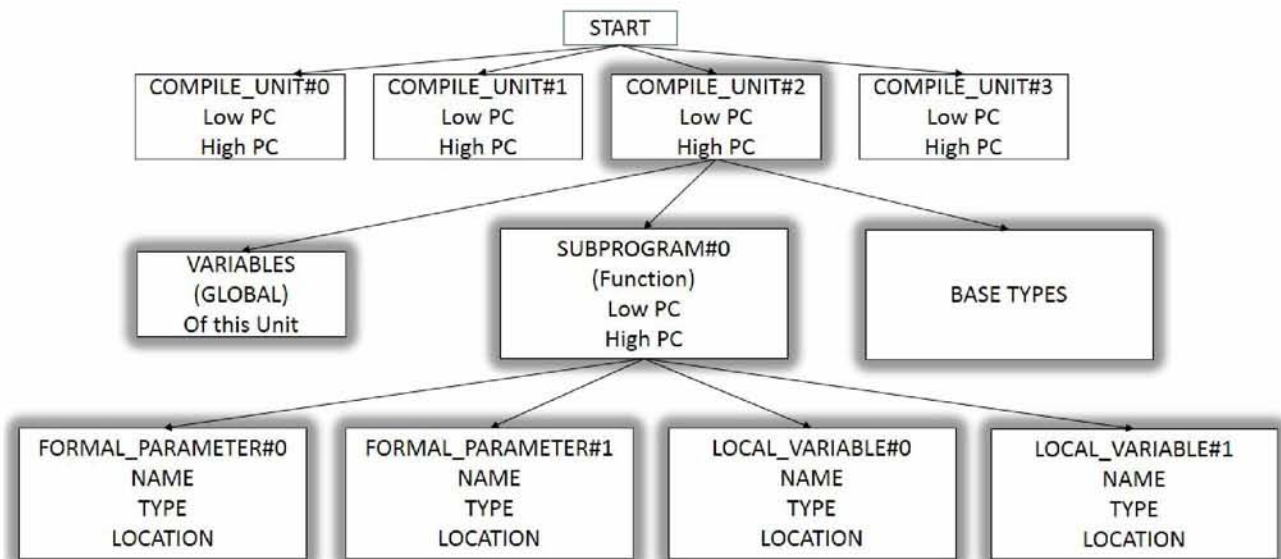 START
COMPILE_UNIT#0
Low PC
High PC
COMPILE_UNIT#1
Low PC
High PC
COMPILE_UNIT#2
Low PC
High PC
COMPILE_UNIT#3
Low PC
High PC
VARIABLES
(GLOBAL)
Of this Unit
SUBPROGRAM#0
(Function)
Low PC
High PC
BASE TYPES
FORMAL_PARAMETER#0
NAME
TYPE
LOCATION
FORMAL_PARAMETER#1
NAME
TYPE
LOCATION
LOCAL_VARIABLE#0
NAME
TYPE
LOCATION
LOCAL_VARIABLE#1
NAME
TYPE
LOCATION